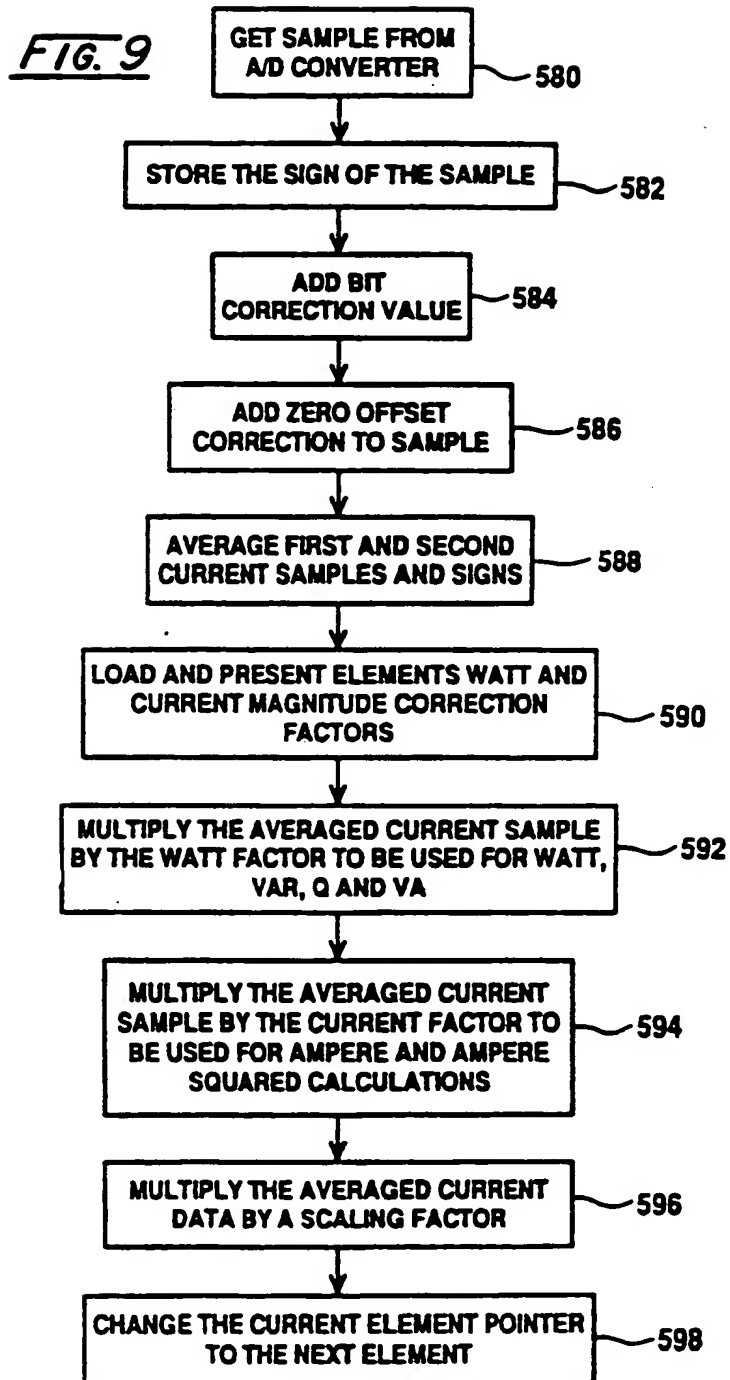 FIG. 9
GET SAMPLE FROM
A/D CONVERTER
580
STORE THE SIGN OF THE SAMPLE
582
ADD BIT
CORRECTION VALUE
584
ADD ZERO OFFSET
CORRECTION TO SAMPLE
586
AVERAGE FIRST AND SECOND
CURRENT SAMPLES AND SIGNS
588
LOAD AND PRESENT ELEMENTS WATT AND
CURRENT MAGNITUDE CORRECTION
FACTORS
590
MULTIPLY THE AVERAGED CURRENT SAMPLE
BY THE WATT FACTOR TO BE USED FOR WATT,
VAR, Q AND VA
592
MULTIPLY THE AVERAGED CURRENT
SAMPLE BY THE CURRENT FACTOR TO
BE USED FOR AMPERE AND AMPERE
SQUARED CALCULATIONS
594
MULTIPLY THE AVERAGED CURRENT
DATA BY A SCALING FACTOR
596
CHANGE THE CURRENT ELEMENT POINTER
TO THE NEXT ELEMENT
598